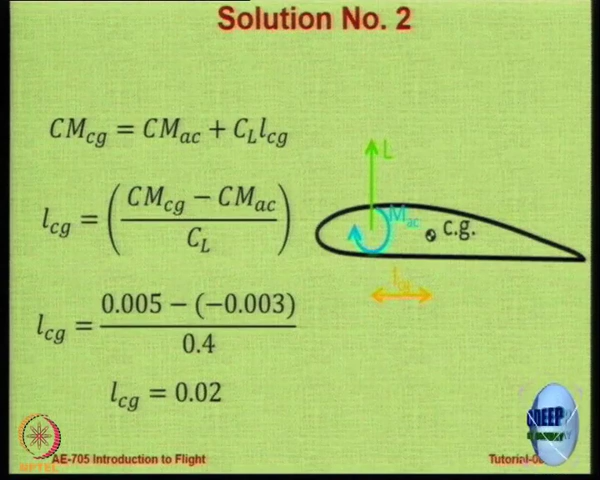 Solution No. 2
CM_cg = CM_ac + C_L l_cg
l_cg = ((CM_cg − CM_ac) / C_L)
l_cg = (0.005 − (−0.003)) / 0.4
l_cg = 0.02
L
M_ac
c.g.
l_cg
NPTEL
AE-705 Introduction to Flight